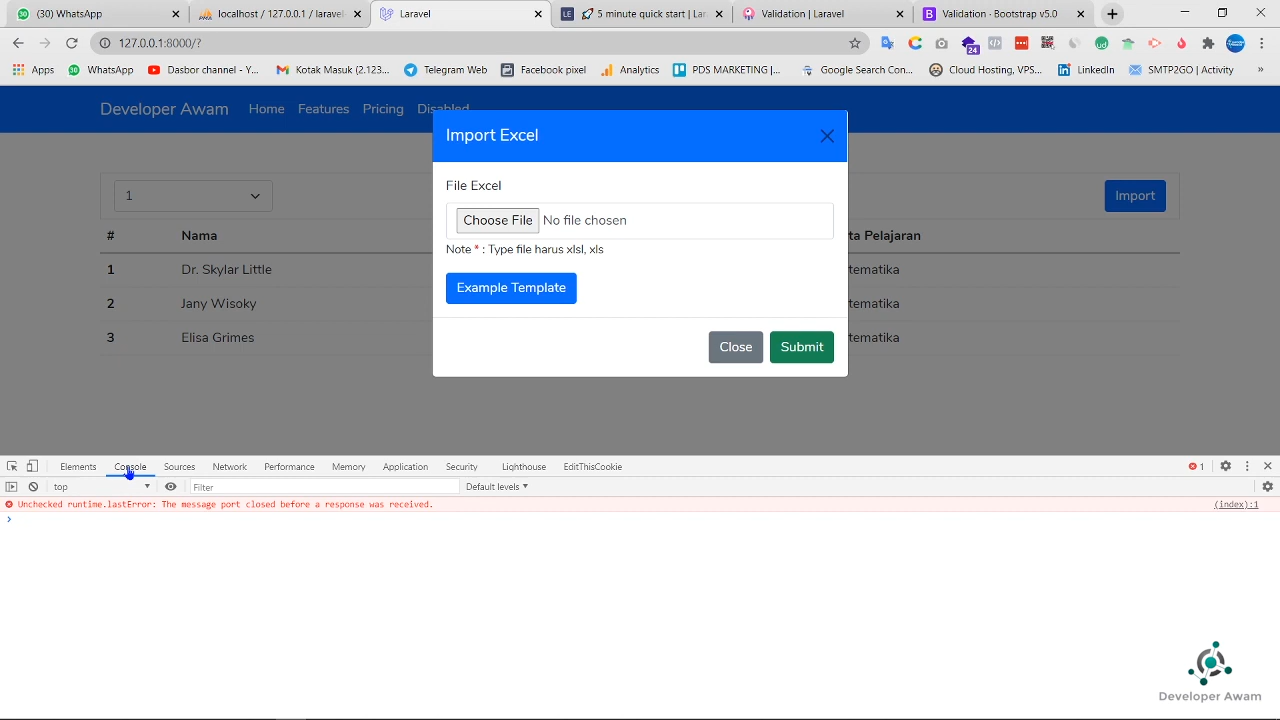 (30) WhatsApp
localhost / 127.0.0.1 / laravel
Laravel
5 minute quick start | Lar
Validation | Laravel
Validation · Bootstrap v5.0
127.0.0.1:8000/?
24
Apps
WhatsApp
Dasbor channel - Y...
Kotak Masuk (2.123...
Telegram Web
Facebook pixel
Analytics
PDS MARKETING |...
Google Search Con...
Cloud Hosting, VPS...
LinkedIn
SMTP2GO | Activity
»
Developer Awam
Home
Features
Pricing
Disabled
Import Excel
File Excel
Choose File No file chosen
Note * : Type file harus xlsl, xls
Example Template
Close
Submit
1
Import
#
Nama
ta Pelajaran
1
Dr. Skylar Little
tematika
2
Jany Wisoky
tematika
3
Elisa Grimes
tematika
Elements
Console
Sources
Network
Performance
Memory
Application
Security
Lighthouse
EditThisCookie
1
top
Filter
Default levels
Unchecked runtime.lastError: The message port closed before a response was received.
(index):1
Developer Awam